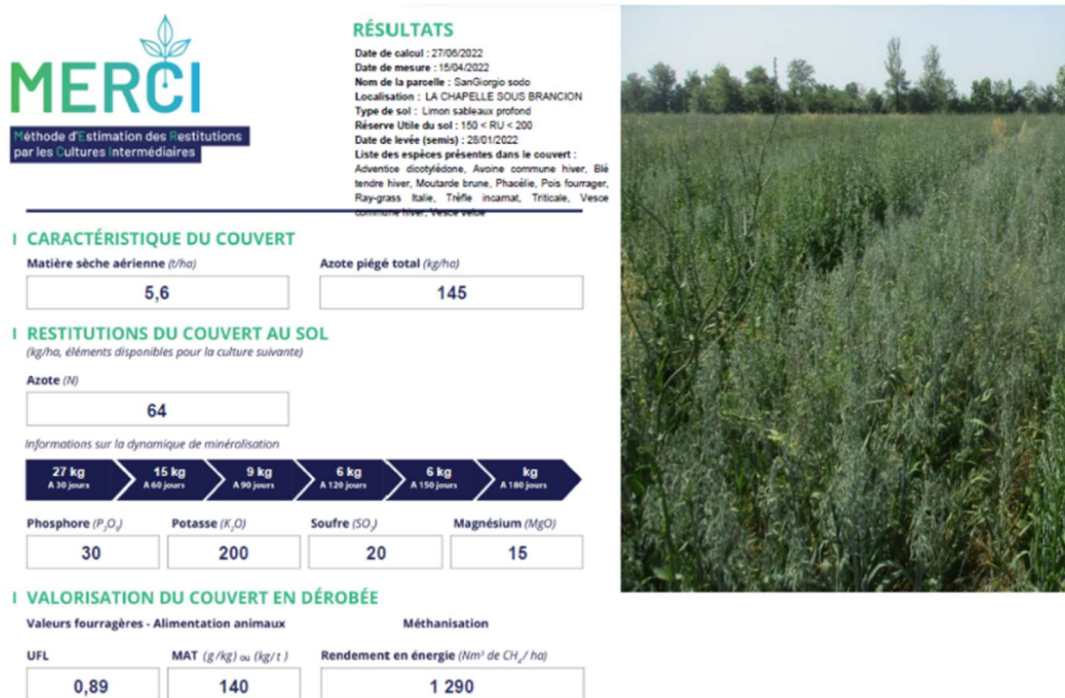 MERCI
Méthode d'Estimation des Restitutions
par les Cultures Intermédiaires
RÉSULTATS
Date de calcul : 27/06/2022
Date de mesure : 15/04/2022
Nom de la parcelle : SanGiorgio sodo
Localisation : LA CHAPELLE SOUS BRANCION
Type de sol : Limon sableaux profond
Réserve Utile du sol : 150 < RU < 200
Date de levée (semis) : 28/01/2022
Liste des espèces présentes dans le couvert :
Adventice dicotylédone, Avoine commune hiver, Blé
tendre hiver, Moutarde brune, Phacélie, Pois fourrager,
Ray-grass Italie, Trèfle incarnat, Triticale, Vesce
commune hiver, Vesce velue
CARACTÉRISTIQUE DU COUVERT
Matière sèche aérienne (t/ha)
Azote piégé total (kg/ha)
5,6
145
RESTITUTIONS DU COUVERT AU SOL
(kg/ha, éléments disponibles pour la culture suivante)
Azote (N)
64
Informations sur la dynamique de minéralisation
27 kg 15 kg 9 kg 6 kg 6 kg kg
A 30 jours A 60 jours A 90 jours A 120 jours A 150 jours A 180 jours
Phosphore (P₂O₅) Potasse (K₂O) Soufre (SO₃) Magnésium (MgO)
30 200 20 15
VALORISATION DU COUVERT EN DÉROBÉE
Valeurs fourragères - Alimentation animaux Méthanisation
UFL MAT (g/kg) ou (kg/t) Rendement en énergie (Nm³ de CH₄/ ha)
0,89 140 1 290